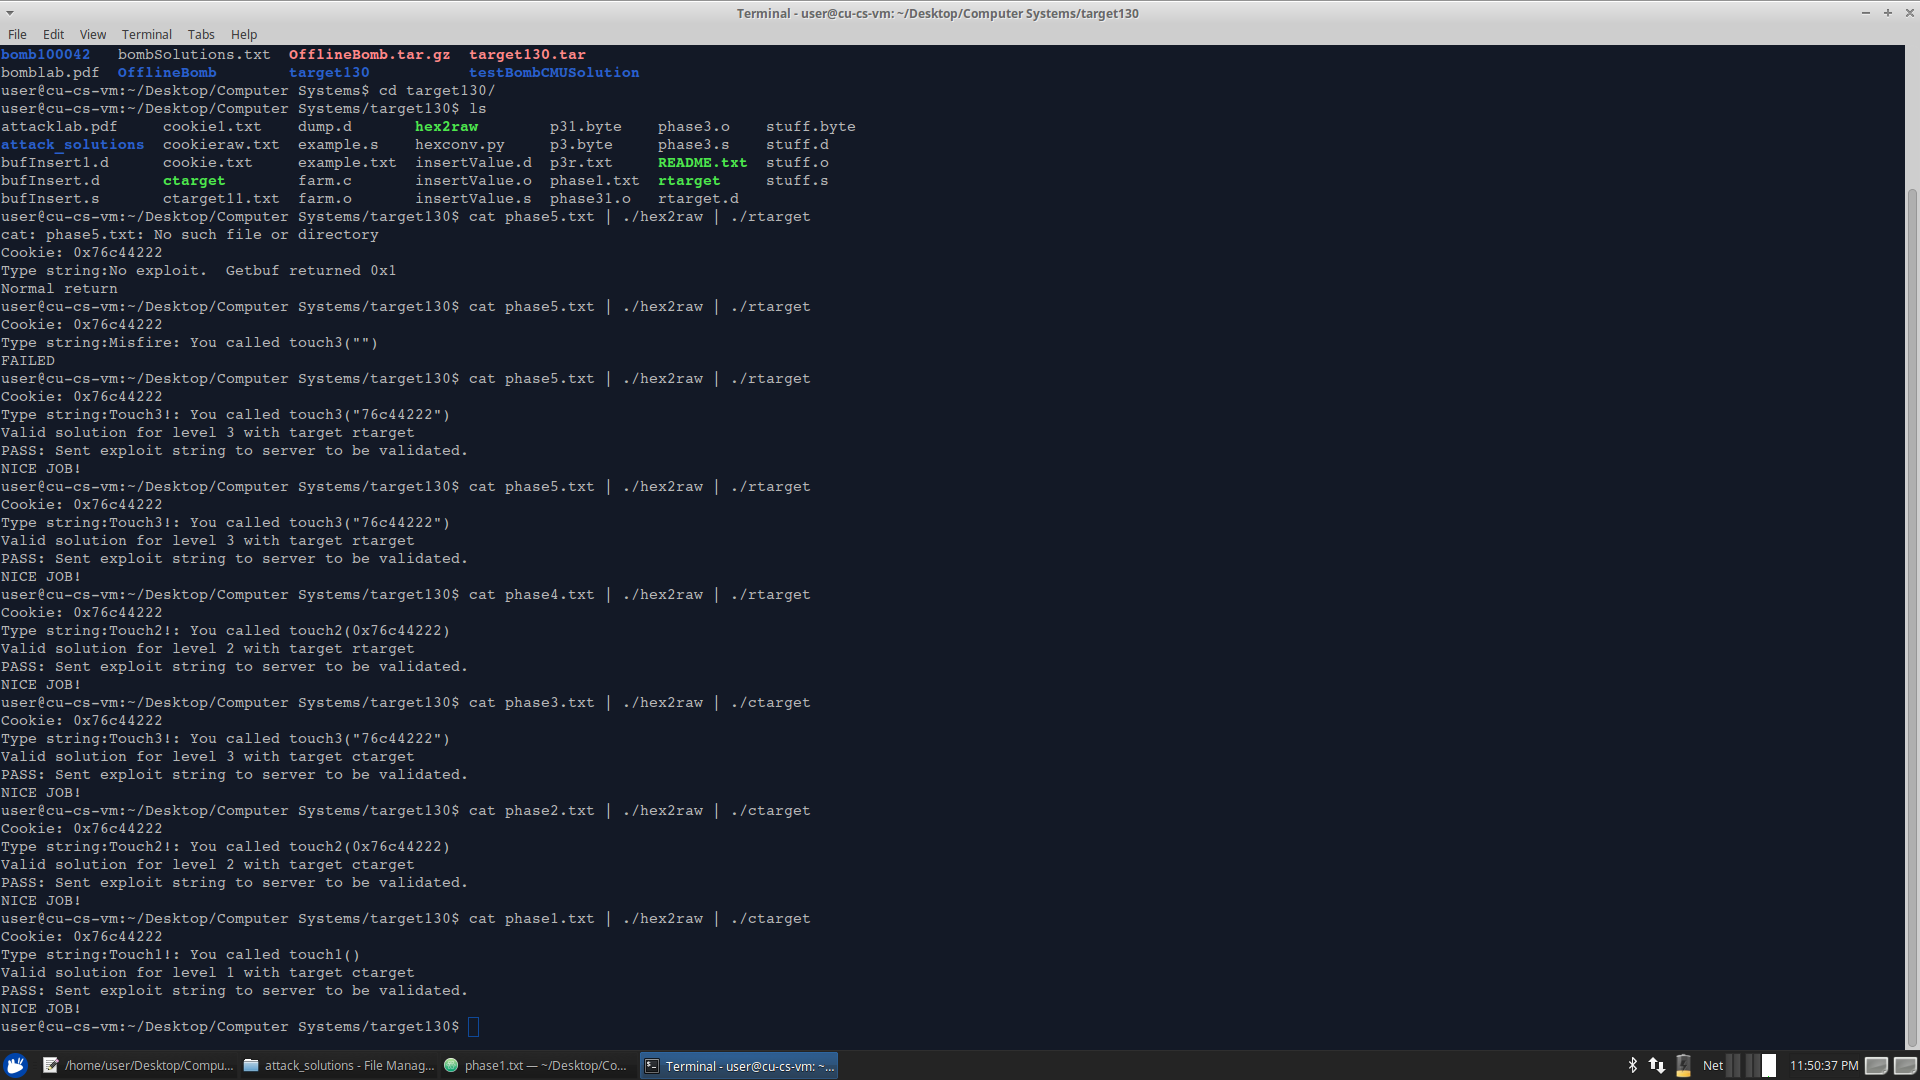 Terminal - user@cu-cs-vm: ~/Desktop/Computer Systems/target130
File Edit View Terminal Tabs Help
bomb100042 bombSolutions.txt OfflineBomb.tar.gz target130.tar
bomblab.pdf OfflineBomb target130 testBombCMUSolution
user@cu-cs-vm:~/Desktop/Computer Systems$ cd target130/
user@cu-cs-vm:~/Desktop/Computer Systems/target130$ ls
attacklab.pdf cookie1.txt dump.d hex2raw p31.byte phase3.o stuff.byte
attack_solutions cookieraw.txt example.s hexconv.py p3.byte phase3.s stuff.d
bufInsert1.d cookie.txt example.txt insertValue.d p3r.txt README.txt stuff.o
bufInsert.d ctarget farm.c insertValue.o phase1.txt rtarget stuff.s
bufInsert.s ctarget11.txt farm.o insertValue.s phase31.o rtarget.d
user@cu-cs-vm:~/Desktop/Computer Systems/target130$ cat phase5.txt | ./hex2raw | ./rtarget
cat: phase5.txt: No such file or directory
Cookie: 0x76c44222
Type string:No exploit.  Getbuf returned 0x1
Normal return
user@cu-cs-vm:~/Desktop/Computer Systems/target130$ cat phase5.txt | ./hex2raw | ./rtarget
Cookie: 0x76c44222
Type string:Misfire: You called touch3("")
FAILED
user@cu-cs-vm:~/Desktop/Computer Systems/target130$ cat phase5.txt | ./hex2raw | ./rtarget
Cookie: 0x76c44222
Type string:Touch3!: You called touch3("76c44222")
Valid solution for level 3 with target rtarget
PASS: Sent exploit string to server to be validated.
NICE JOB!
user@cu-cs-vm:~/Desktop/Computer Systems/target130$ cat phase5.txt | ./hex2raw | ./rtarget
Cookie: 0x76c44222
Type string:Touch3!: You called touch3("76c44222")
Valid solution for level 3 with target rtarget
PASS: Sent exploit string to server to be validated.
NICE JOB!
user@cu-cs-vm:~/Desktop/Computer Systems/target130$ cat phase4.txt | ./hex2raw | ./rtarget
Cookie: 0x76c44222
Type string:Touch2!: You called touch2(0x76c44222)
Valid solution for level 2 with target rtarget
PASS: Sent exploit string to server to be validated.
NICE JOB!
user@cu-cs-vm:~/Desktop/Computer Systems/target130$ cat phase3.txt | ./hex2raw | ./ctarget
Cookie: 0x76c44222
Type string:Touch3!: You called touch3("76c44222")
Valid solution for level 3 with target ctarget
PASS: Sent exploit string to server to be validated.
NICE JOB!
user@cu-cs-vm:~/Desktop/Computer Systems/target130$ cat phase2.txt | ./hex2raw | ./ctarget
Cookie: 0x76c44222
Type string:Touch2!: You called touch2(0x76c44222)
Valid solution for level 2 with target ctarget
PASS: Sent exploit string to server to be validated.
NICE JOB!
user@cu-cs-vm:~/Desktop/Computer Systems/target130$ cat phase1.txt | ./hex2raw | ./ctarget
Cookie: 0x76c44222
Type string:Touch1!: You called touch1()
Valid solution for level 1 with target ctarget
PASS: Sent exploit string to server to be validated.
NICE JOB!
user@cu-cs-vm:~/Desktop/Computer Systems/target130$
/home/user/Desktop/Compu... attack_solutions - File Manag... phase1.txt — ~/Desktop/Co... Terminal - user@cu-cs-vm: ~... Net 11:50:37 PM